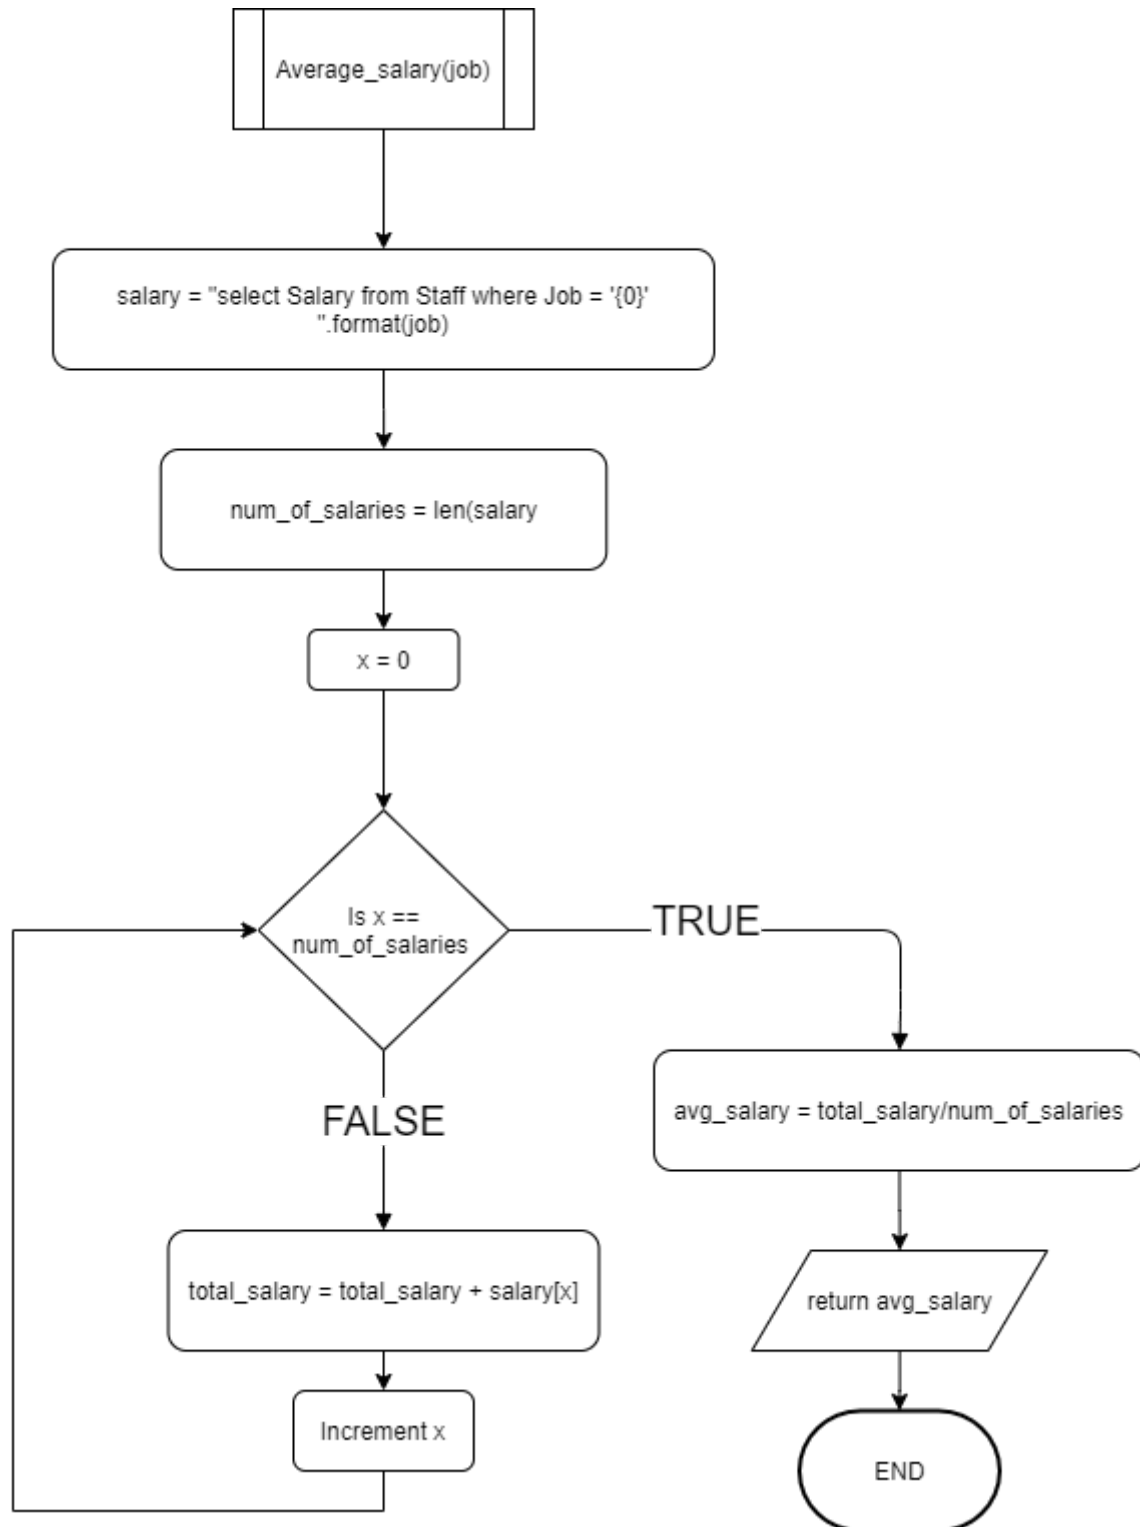 Average_salary(job)
salary = "select Salary from Staff where Job = '{0}'
".format(job)
num_of_salaries = len(salary
x = 0
Is x ==
num_of_salaries
TRUE
FALSE
avg_salary = total_salary/num_of_salaries
total_salary = total_salary + salary[x]
return avg_salary
Increment x
END